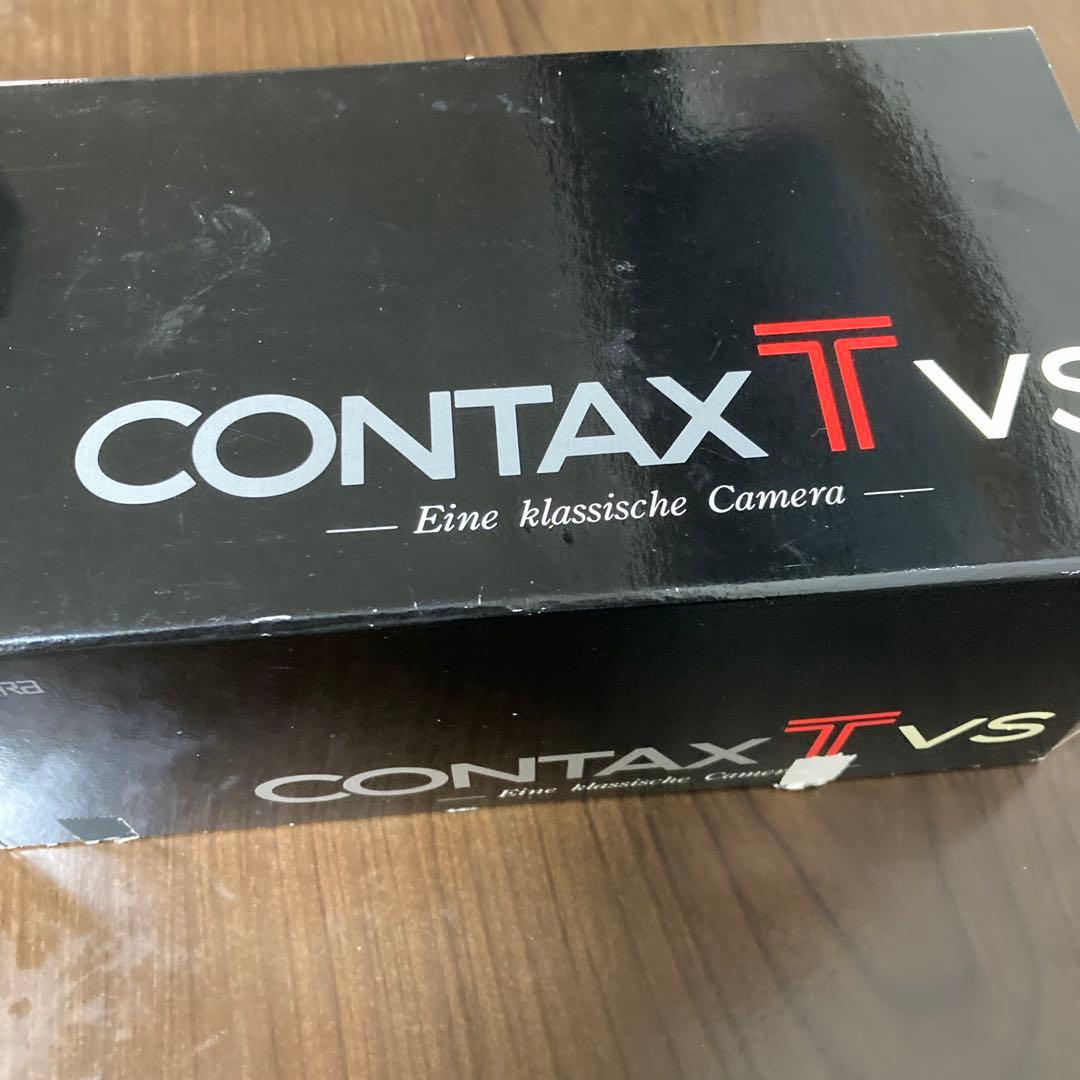 CONTAX T VS
Eine klassische Camera
CONTAX T VS
Eine klassische Camera